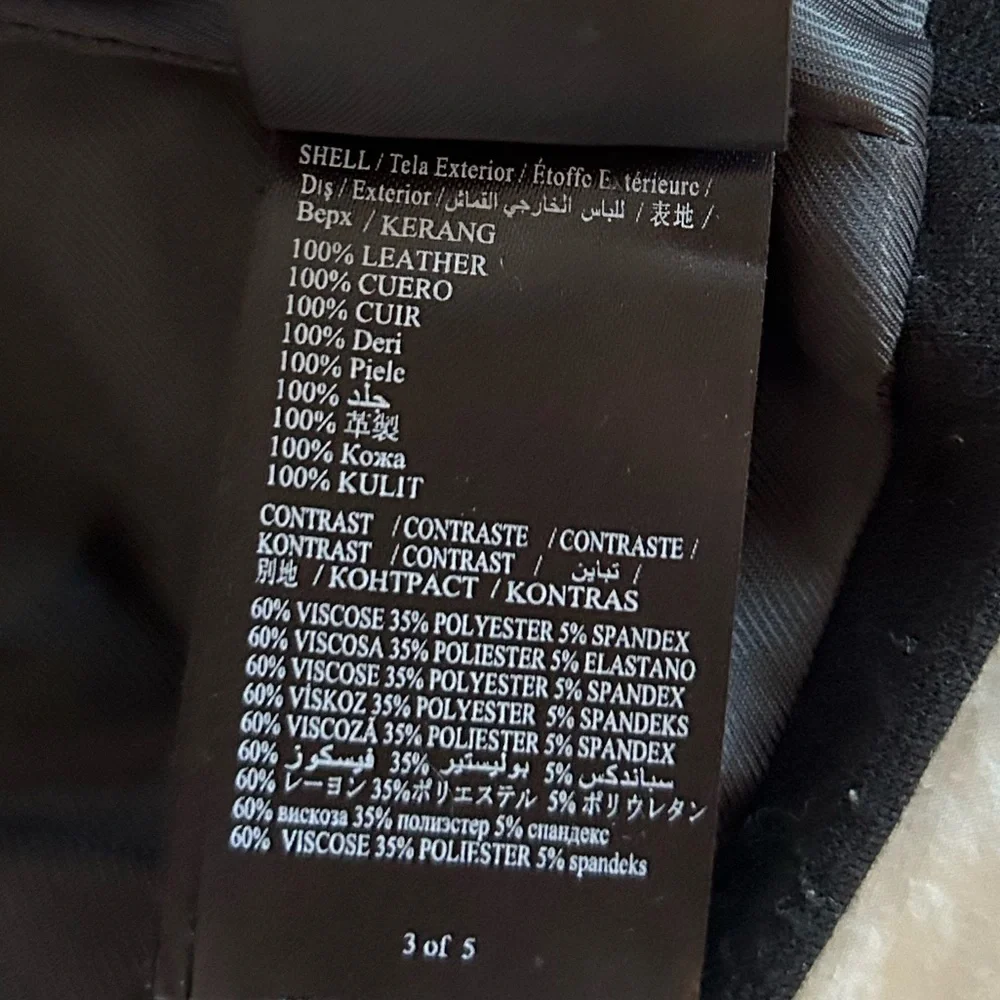 SHELL / Tela Exterior / Étoffe E térieure /
Dış / Exterior / للباس الخارجي القماش / 表地 /
Верх / KERANG
100% LEATHER
100% CUERO
100% CUIR
100% Deri
100% Piele
100% جلد
100% 革製
100% Кожа
100% KULIT
CONTRAST / CONTRASTE / CONTRASTE /
KONTRAST / CONTRAST / تباين /
別地 / КОНТРАСТ / KONTRAS
60% VISCOSE 35% POLYESTER 5% SPANDEX
60% VISCOSA 35% POLIESTER 5% ELASTANO
60% VISCOSE 35% POLYESTER 5% SPANDEX
60% VİSKOZ 35% POLYESTER 5% SPANDEKS
60% VISCOZĂ 35% POLIESTER 5% SPANDEX
60% فيسكوز 35% بوليستير 5% سباندكس
60% レーヨン 35%ポリエステル 5% ポリウレタン
60% вискоза 35% полиэстер 5% спандекс
60% VISCOSE 35% POLIESTER 5% spandeks
3 of 5